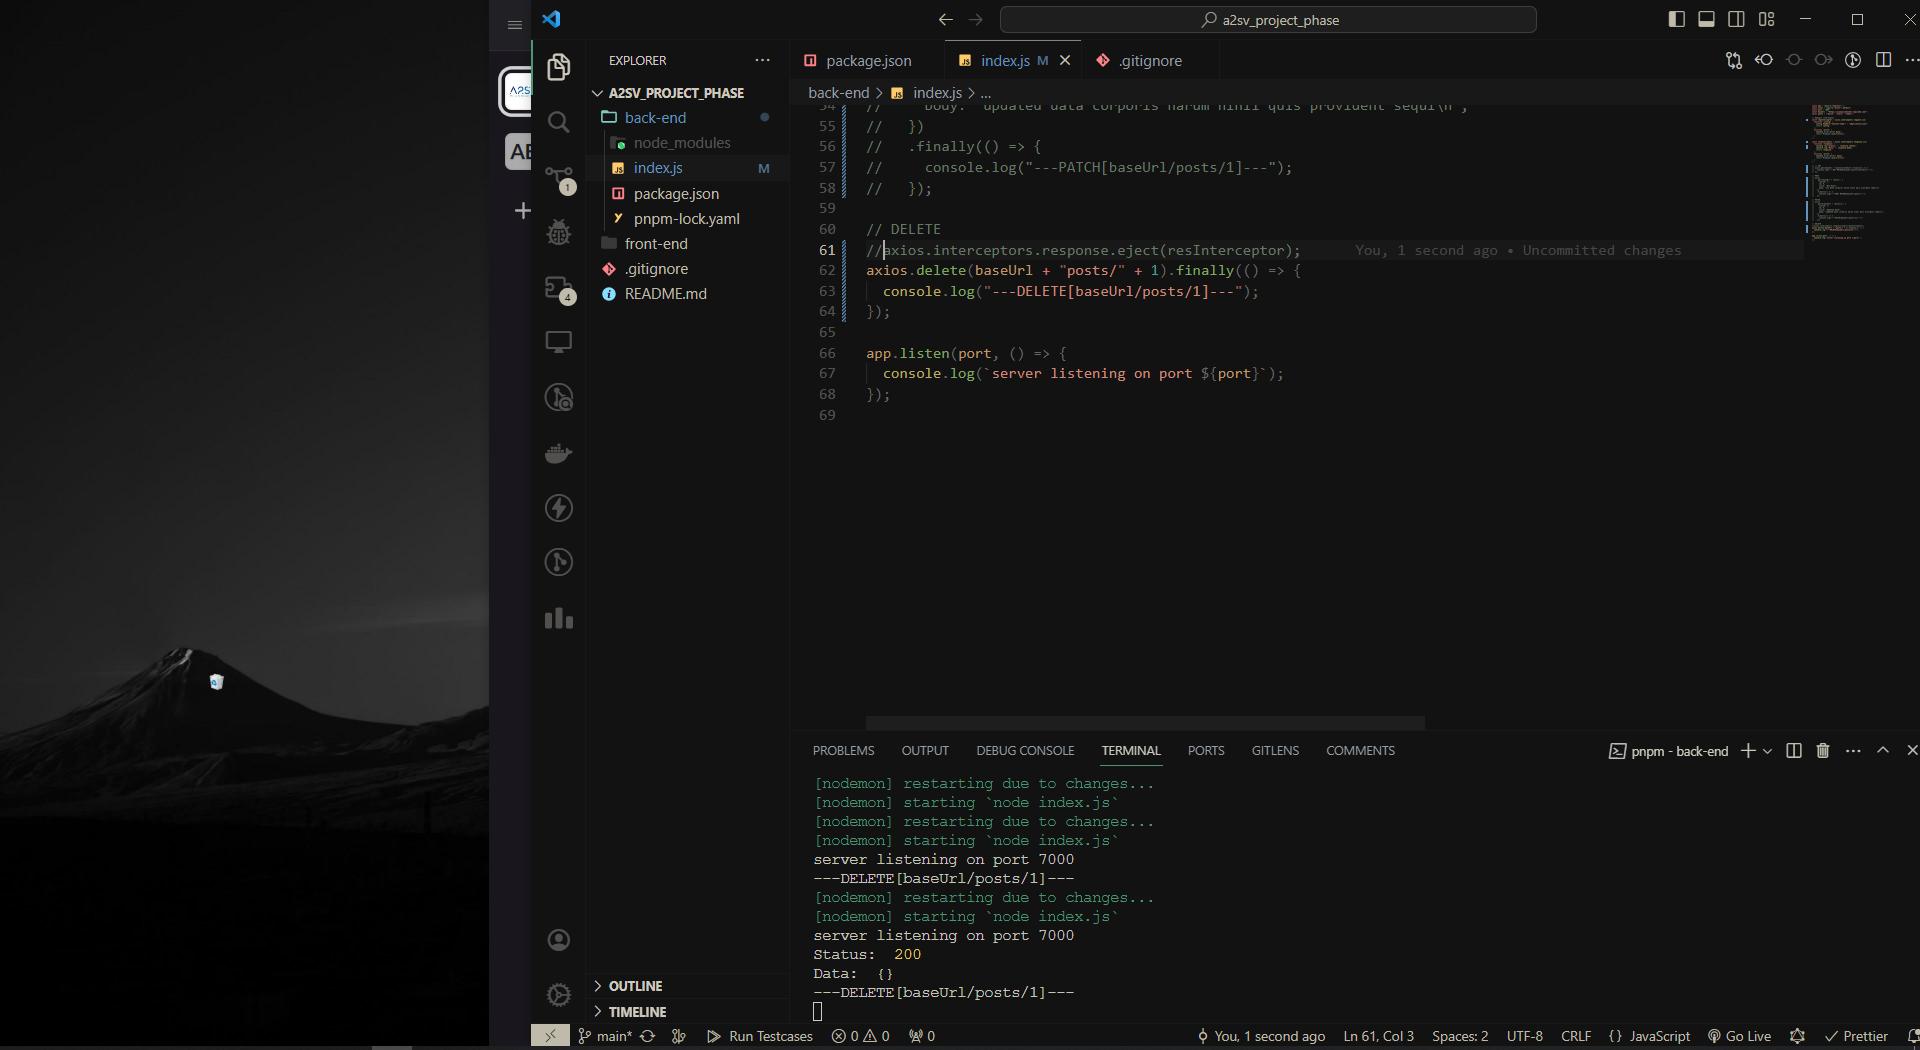 a2sv_project_phase
A2S
AE
EXPLORER
A2SV_PROJECT_PHASE
back-end
node_modules
index.js M
package.json
pnpm-lock.yaml
front-end
.gitignore
README.md
1
4
OUTLINE
TIMELINE
package.json
index.js M
.gitignore
back-end > index.js > ...
54 // body: "updated data corporis harum nihil quis provident sequi\n",
55 // })
56 // .finally(() => {
57 // console.log("---PATCH[baseUrl/posts/1]---");
58 // });
59
60 // DELETE
61 //axios.interceptors.response.eject(resInterceptor); You, 1 second ago • Uncommitted changes
62 axios.delete(baseUrl + "posts/" + 1).finally(() => {
63 console.log("---DELETE[baseUrl/posts/1]---");
64 });
65
66 app.listen(port, () => {
67 console.log(`server listening on port ${port}`);
68 });
69
PROBLEMS OUTPUT DEBUG CONSOLE TERMINAL PORTS GITLENS COMMENTS
pnpm - back-end
[nodemon] restarting due to changes...
[nodemon] starting `node index.js`
[nodemon] restarting due to changes...
[nodemon] starting `node index.js`
server listening on port 7000
---DELETE[baseUrl/posts/1]---
[nodemon] restarting due to changes...
[nodemon] starting `node index.js`
server listening on port 7000
Status: 200
Data: {}
---DELETE[baseUrl/posts/1]---
main* Run Testcases 0 0 0 You, 1 second ago Ln 61, Col 3 Spaces: 2 UTF-8 CRLF {} JavaScript Go Live Prettier